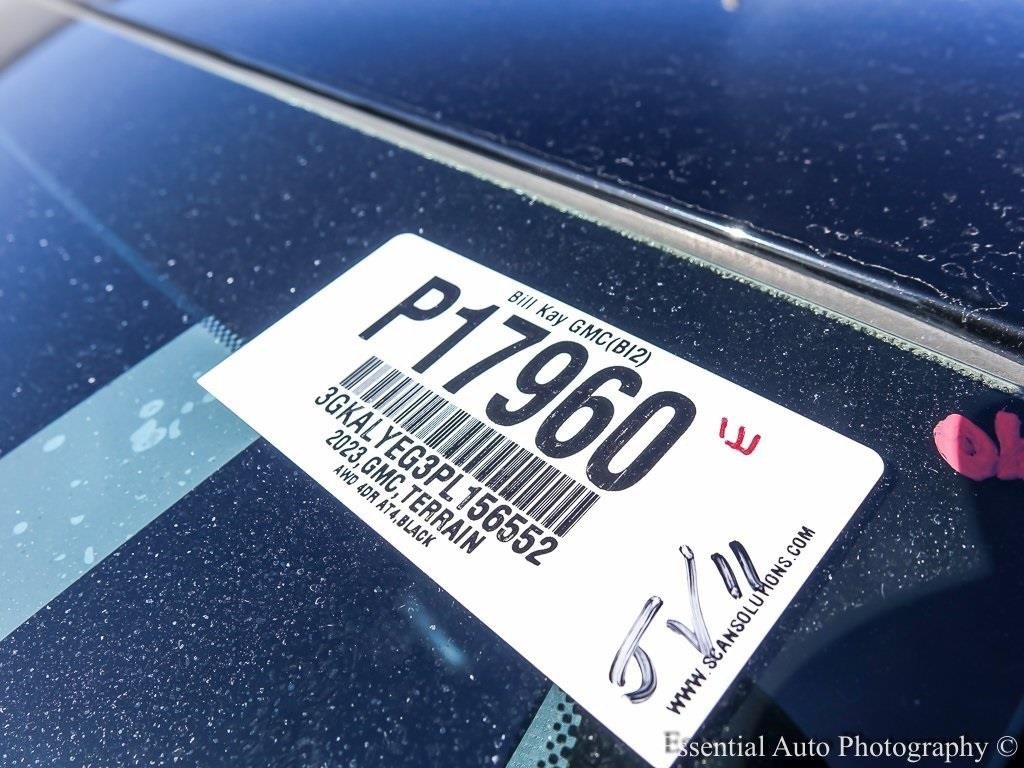 Bill Kay GMC(BI2)
P17960
3GKALYEG3PL156552
2023,GMC,TERRAIN
AWD 4DR AT4,BLACK
E
WWW.SCANSOLUTIONS.COM
Essential Auto Photography ©